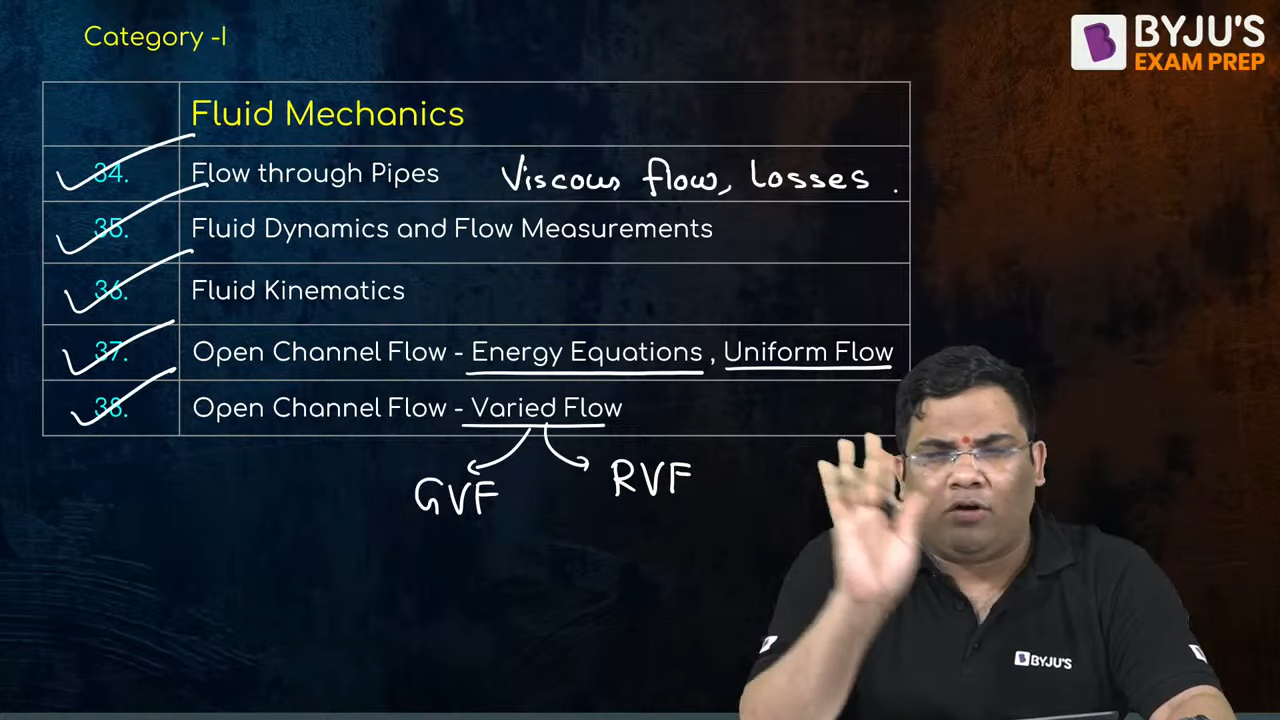 Category -I
BYJU'S
EXAM PREP
Fluid Mechanics
34. Flow through Pipes Viscous flow, Losses .
35. Fluid Dynamics and Flow Measurements
36. Fluid Kinematics
37. Open Channel Flow - Energy Equations , Uniform Flow
38. Open Channel Flow - Varied Flow
GVF RVF
BYJU'S